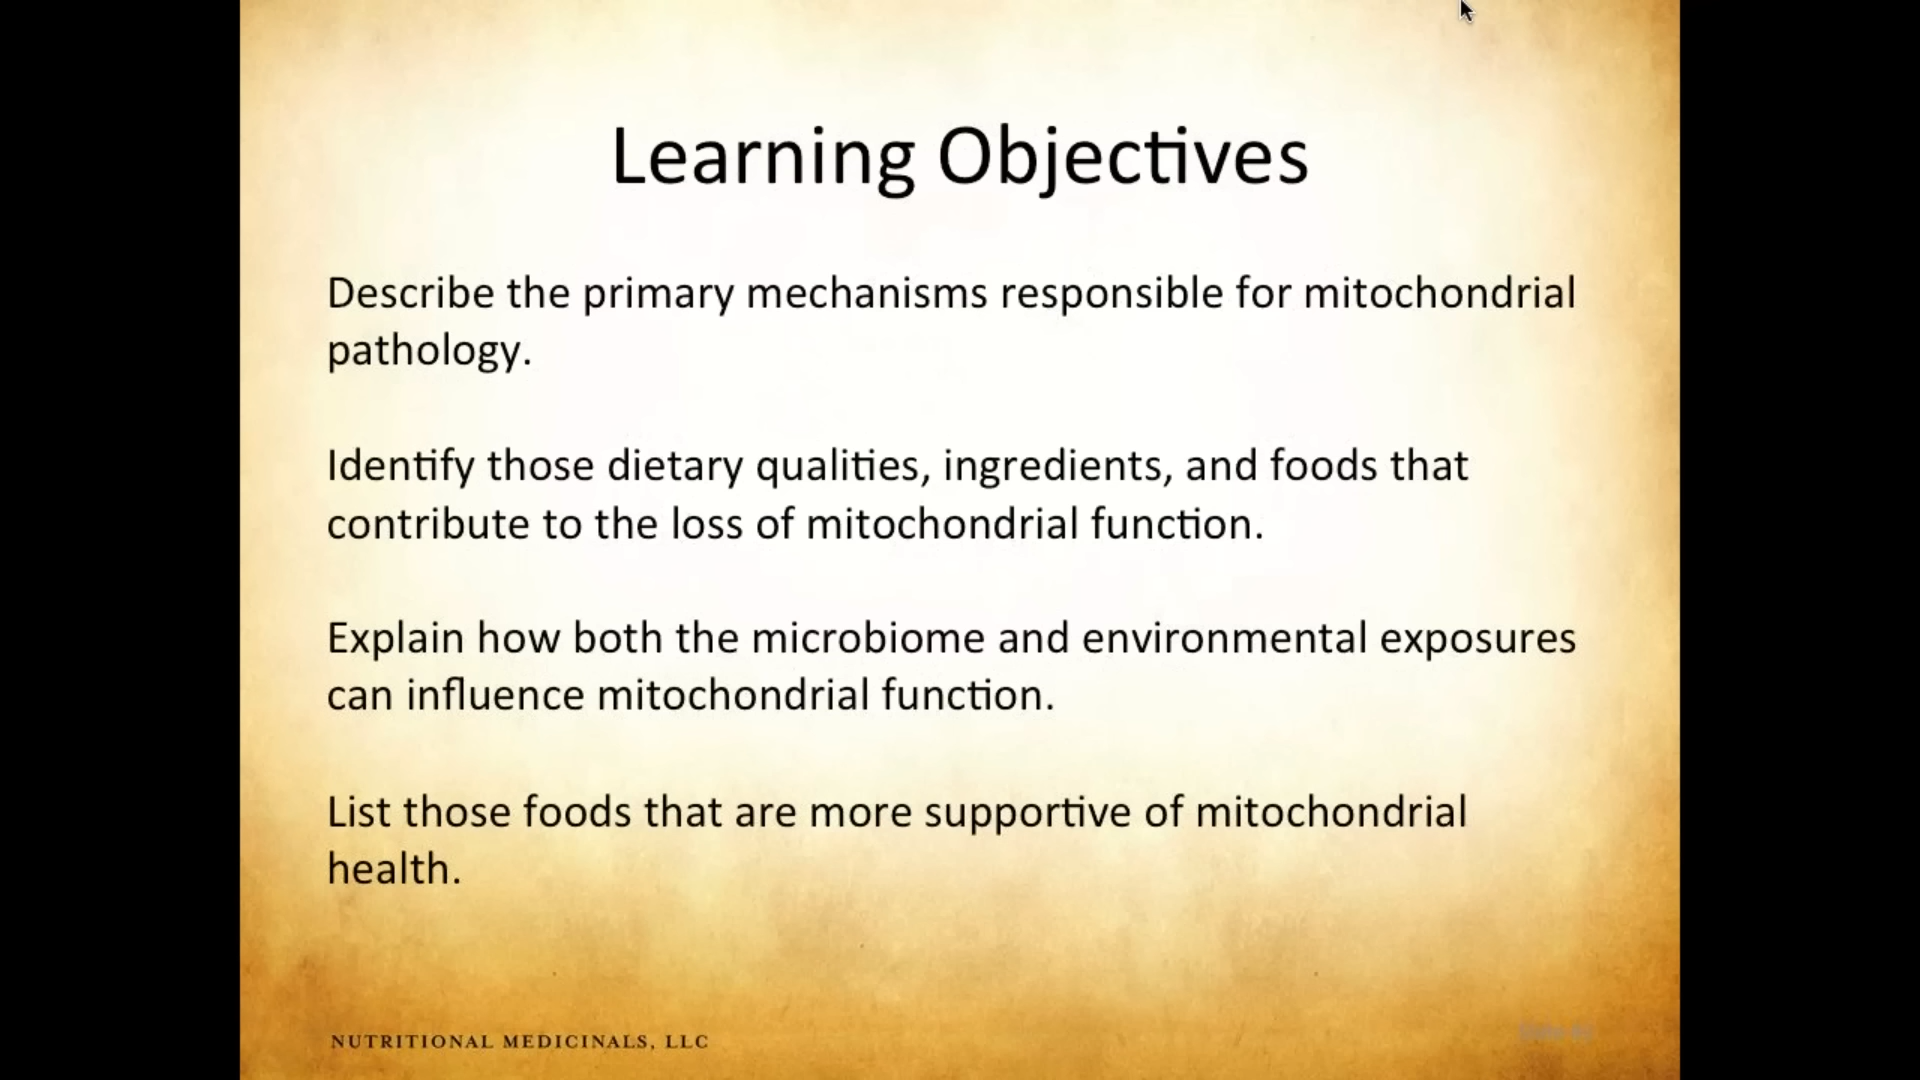 Learning Objectives
Describe the primary mechanisms responsible for mitochondrial
pathology.
Identify those dietary qualities, ingredients, and foods that
contribute to the loss of mitochondrial function.
Explain how both the microbiome and environmental exposures
can influence mitochondrial function.
List those foods that are more supportive of mitochondrial
health.
NUTRITIONAL MEDICINALS, LLC